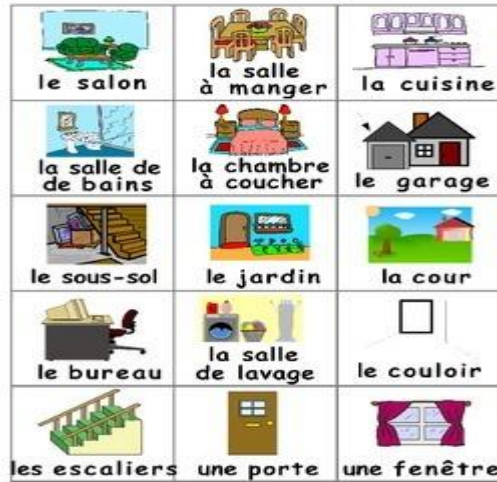 le salon
la salle
à manger
la cuisine
la salle de
de bains
la chambre
à coucher
le garage
le sous-sol
le jardin
la cour
le bureau
la salle
de lavage
le couloir
les escaliers
une porte
une fenêtre